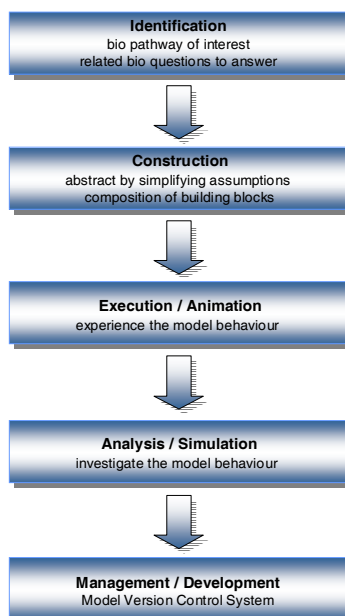 Identification
bio pathway of interest
related bio questions to answer
Construction
abstract by simplifying assumptions
composition of building blocks
Execution / Animation
experience the model behaviour
Analysis / Simulation
investigate the model behaviour
Management / Development
Model Version Control System